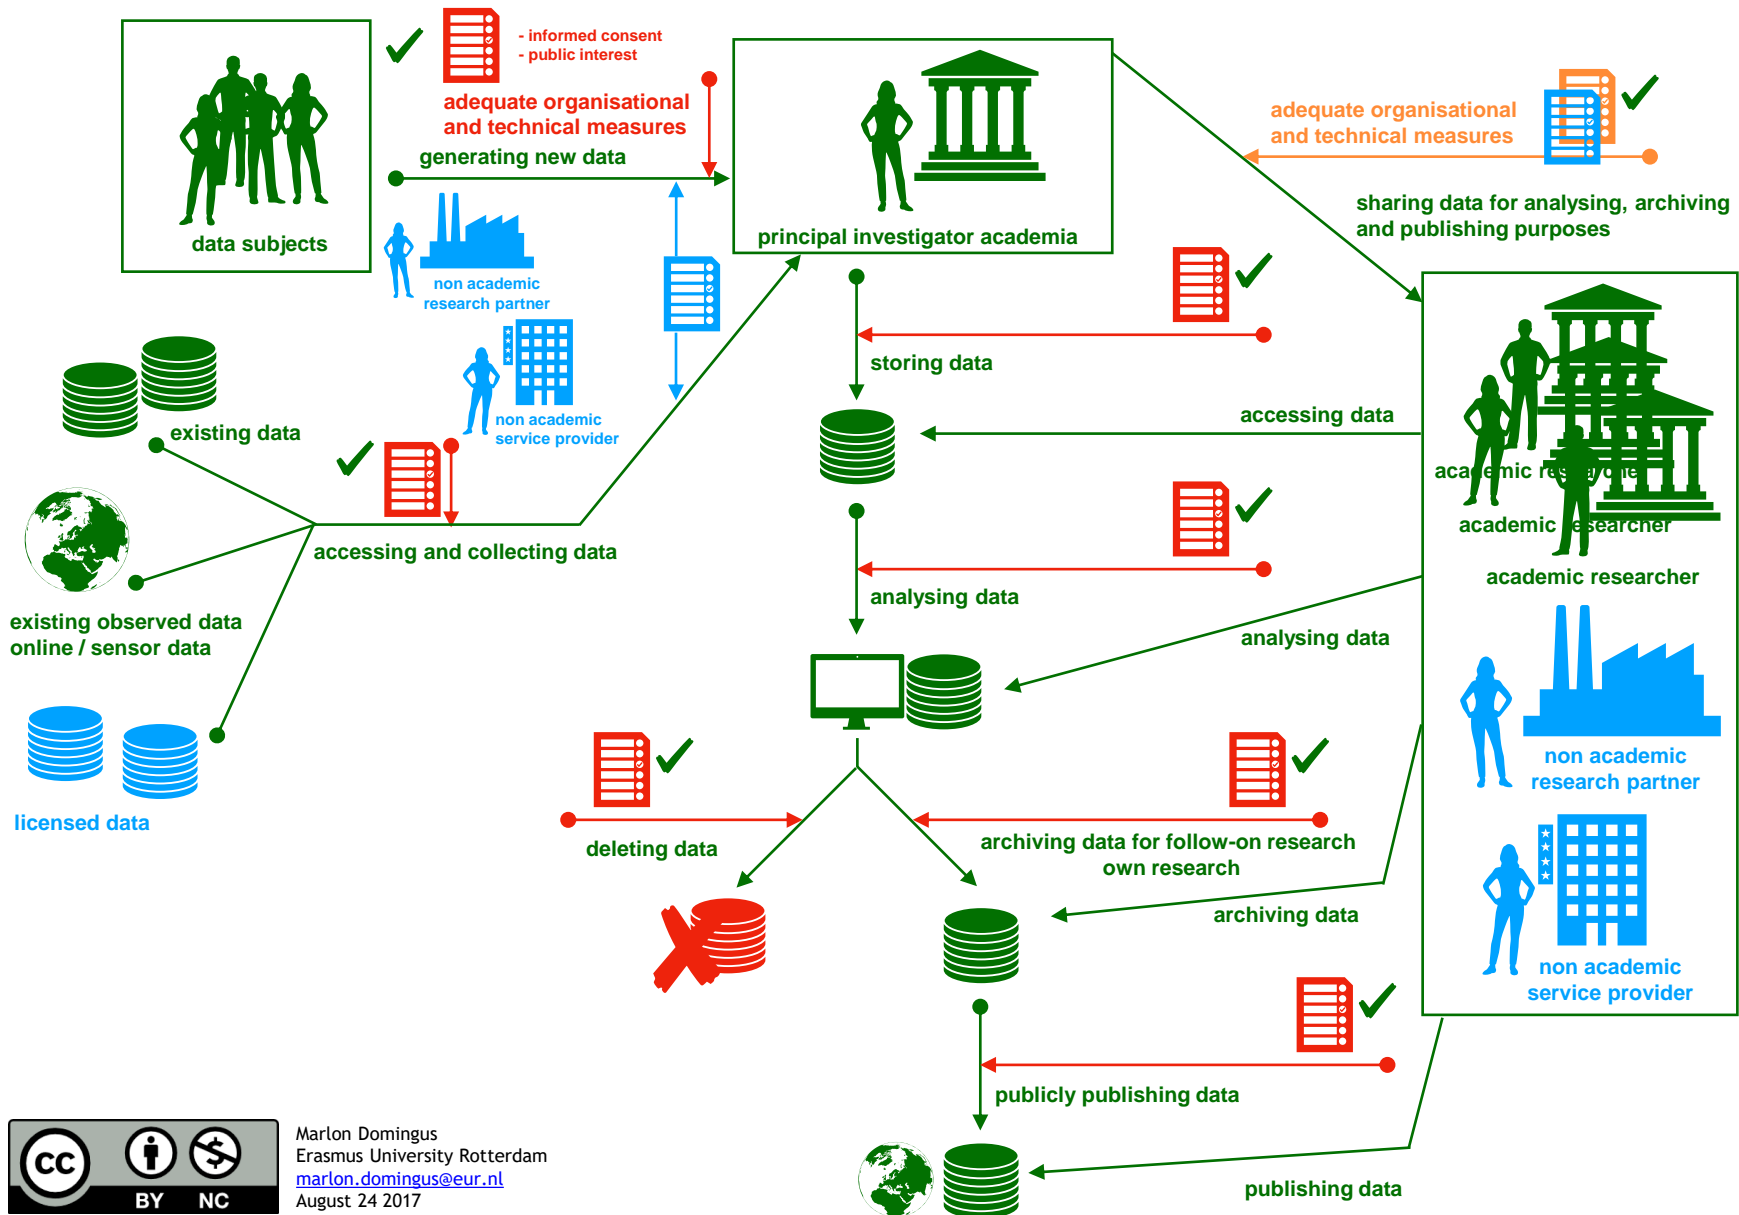 - informed consent
- public interest
adequate organisational
and technical measures
generating new data
data subjects
non academic
research partner
non academic
service provider
principal investigator academia
adequate organisational
and technical measures
sharing data for analysing, archiving
and publishing purposes
existing data
existing observed data
online / sensor data
licensed data
accessing and collecting data
storing data
accessing data
analysing data
analysing data
academic researcher
academic researcher
academic researcher
non academic
research partner
non academic
service provider
deleting data
archiving data for follow-on research
own research
archiving data
publicly publishing data
publishing data
cc
BY NC
Marlon Domingus
Erasmus University Rotterdam
marlon.domingus@eur.nl
August 24 2017